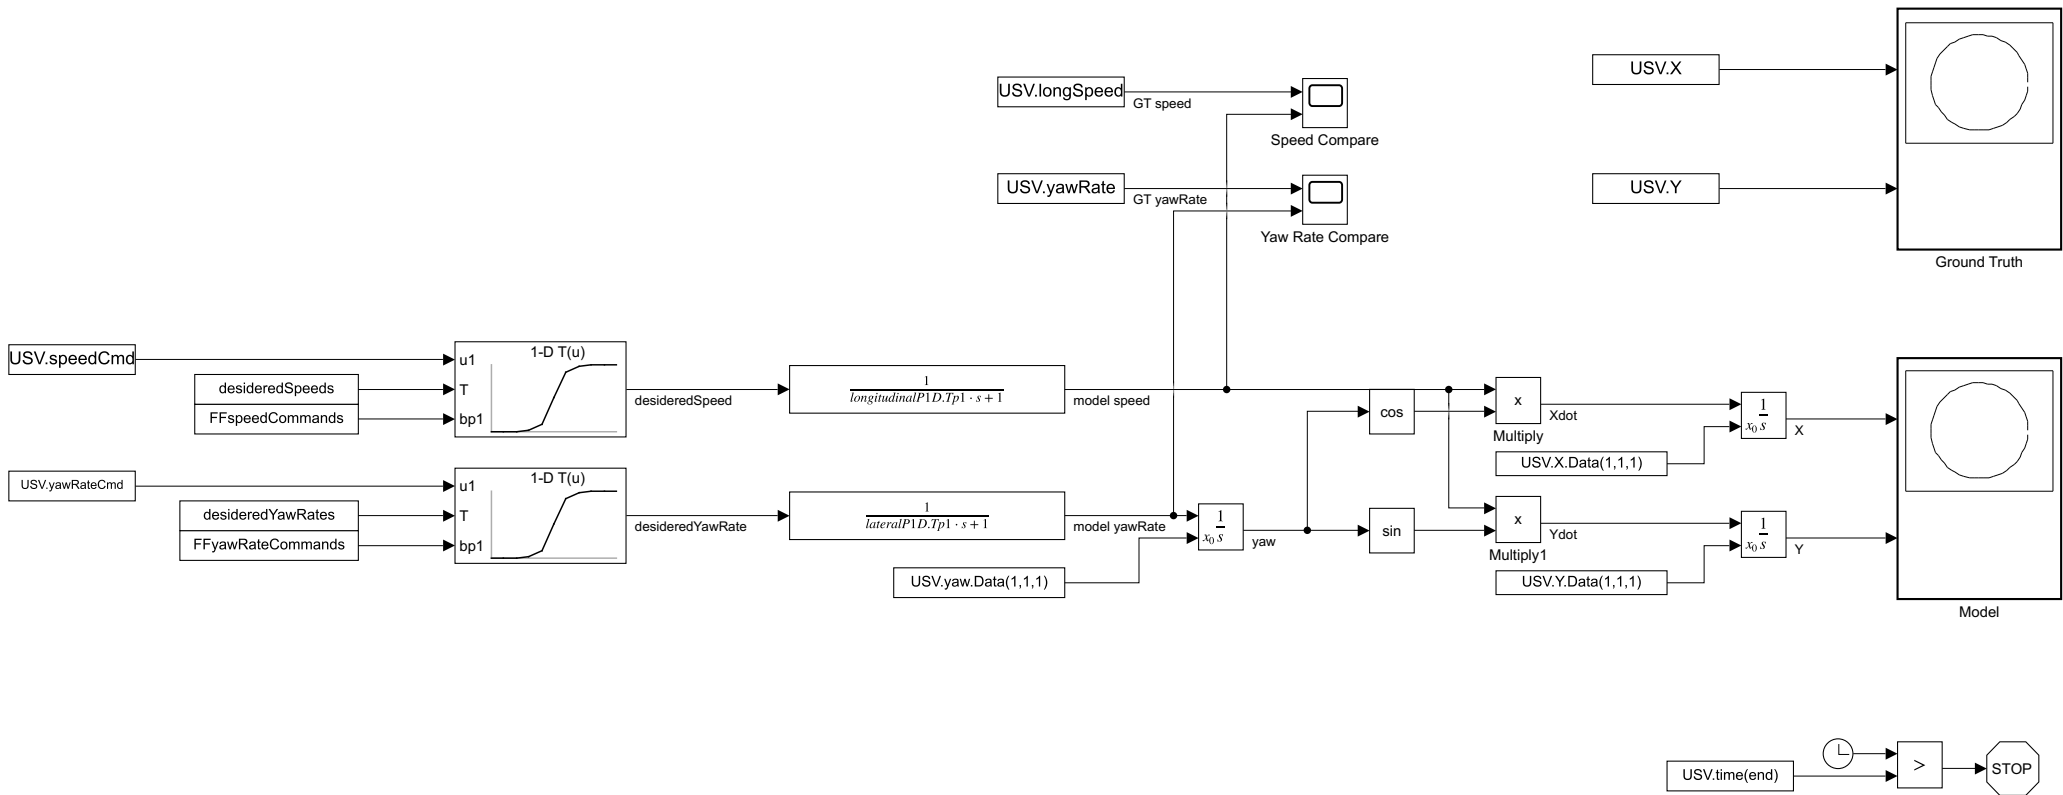 USV.X
USV.longSpeed
GT speed
Speed Compare
USV.yawRate
GT yawRate
Yaw Rate Compare
USV.Y
Ground Truth
USV.speedCmd
desideredSpeeds
FFspeedCommands
1-D T(u)
u1
T
bp1
desideredSpeed
1
longitudinalP1D.Tp1 · s + 1
model speed
cos
x
Multiply
Xdot
USV.X.Data(1,1,1)
1
x0 s
X
USV.yawRateCmd
desideredYawRates
FFyawRateCommands
1-D T(u)
u1
T
bp1
desideredYawRate
1
lateralP1D.Tp1 · s + 1
model yawRate
USV.yaw.Data(1,1,1)
1
x0 s
yaw
sin
x
Multiply1
Ydot
USV.Y.Data(1,1,1)
1
x0 s
Y
Model
USV.time(end)
>
STOP